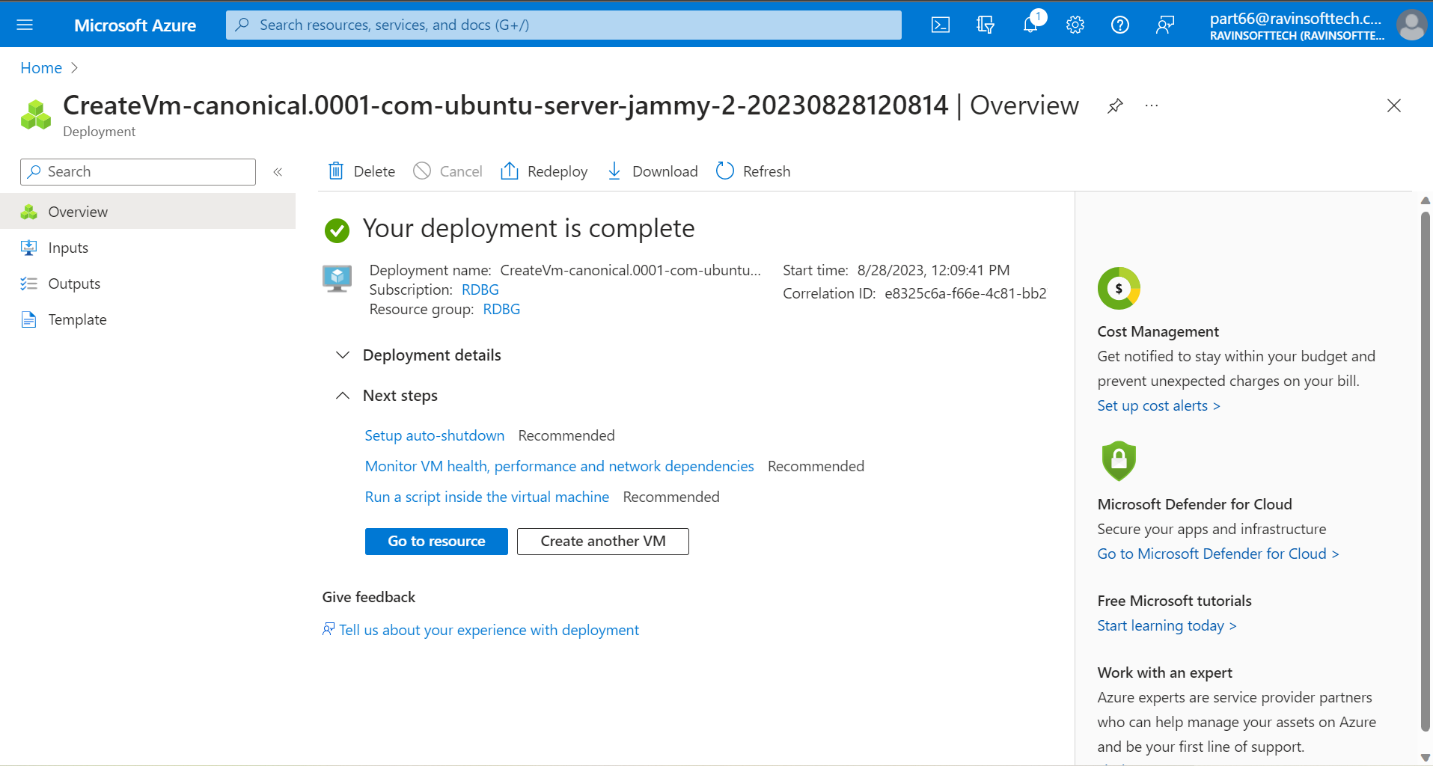 Microsoft Azure
Search resources, services, and docs (G+/)
1
part66@ravinsofttech.c...
RAVINSOFTTECH (RAVINSOFTTE...
Home >
CreateVm-canonical.0001-com-ubuntu-server-jammy-2-20230828120814 | Overview
Deployment
Search
Delete
Cancel
Redeploy
Download
Refresh
Overview
Inputs
Outputs
Template
Your deployment is complete
Deployment name: CreateVm-canonical.0001-com-ubuntu...
Subscription: RDBG
Resource group: RDBG
Start time: 8/28/2023, 12:09:41 PM
Correlation ID: e8325c6a-f66e-4c81-bb2
Deployment details
Next steps
Setup auto-shutdown Recommended
Monitor VM health, performance and network dependencies Recommended
Run a script inside the virtual machine Recommended
Go to resource
Create another VM
Give feedback
Tell us about your experience with deployment
$
Cost Management
Get notified to stay within your budget and
prevent unexpected charges on your bill.
Set up cost alerts >
Microsoft Defender for Cloud
Secure your apps and infrastructure
Go to Microsoft Defender for Cloud >
Free Microsoft tutorials
Start learning today >
Work with an expert
Azure experts are service provider partners
who can help manage your assets on Azure
and be your first line of support.